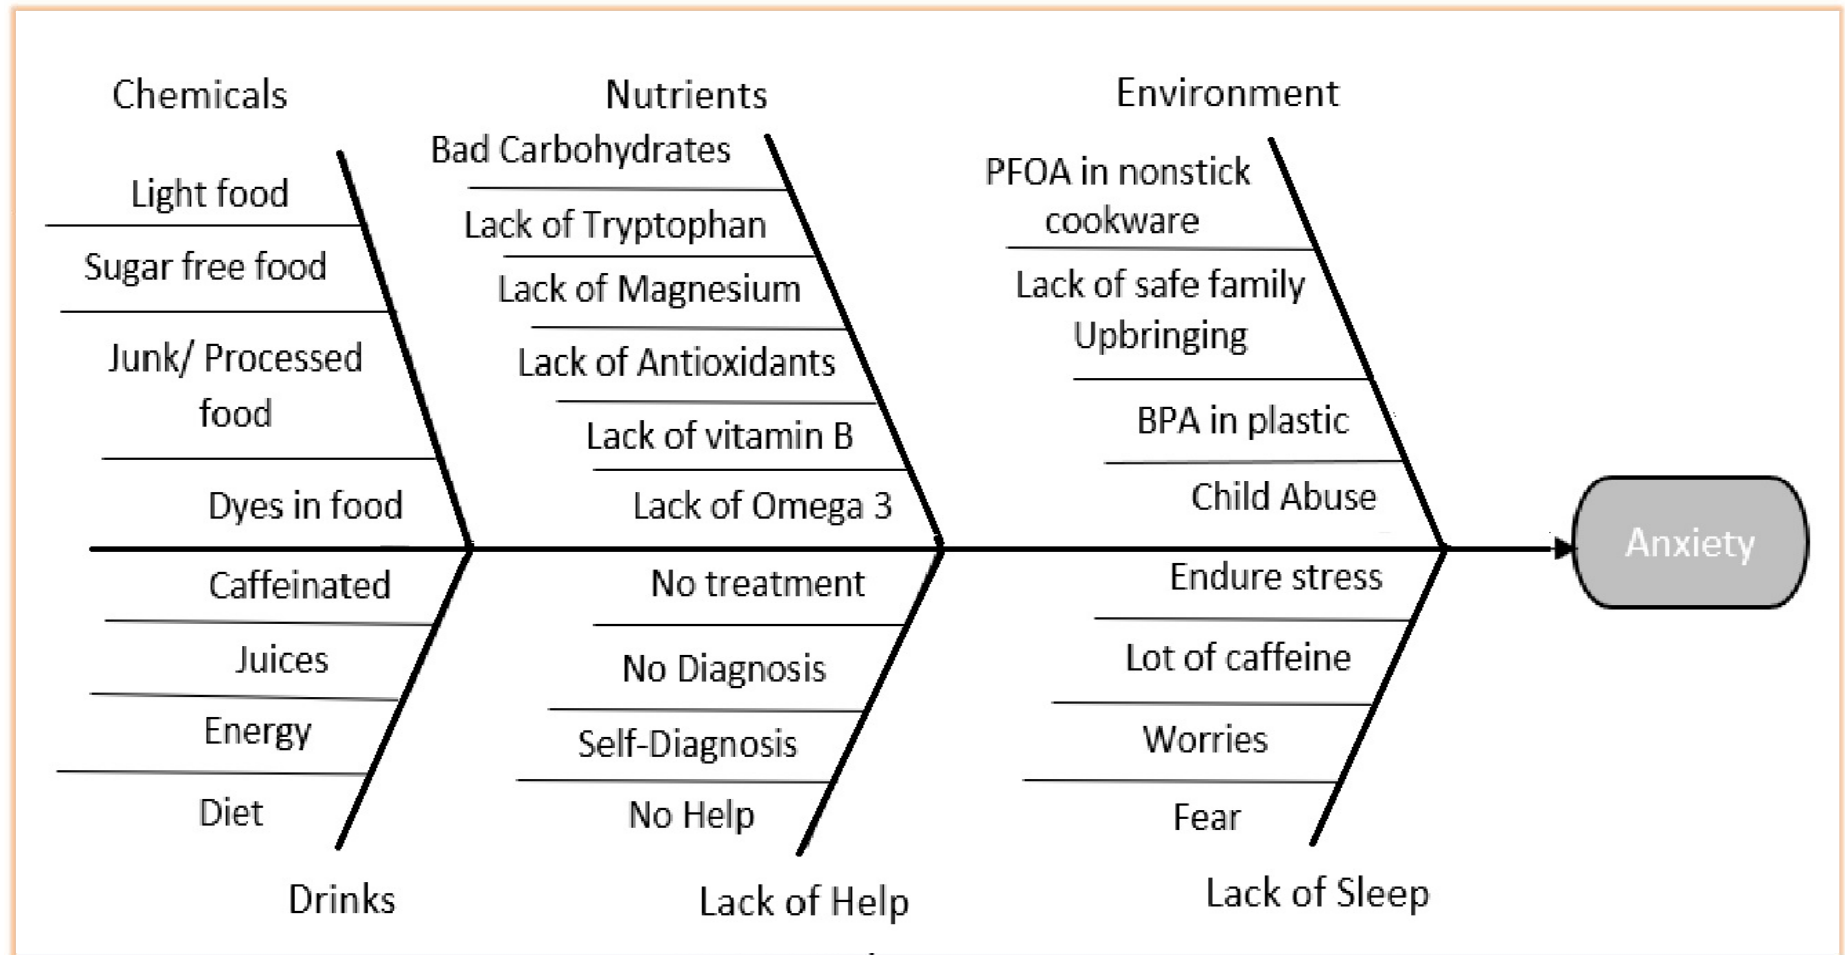 Chemicals
Light food
Sugar free food
Junk/ Processed
food
Dyes in food
Nutrients
Bad Carbohydrates
Lack of Tryptophan
Lack of Magnesium
Lack of Antioxidants
Lack of vitamin B
Lack of Omega 3
Environment
PFOA in nonstick
cookware
Lack of safe family
Upbringing
BPA in plastic
Child Abuse
Anxiety
Caffeinated
Juices
Energy
Diet
Drinks
No treatment
No Diagnosis
Self-Diagnosis
No Help
Lack of Help
Endure stress
Lot of caffeine
Worries
Fear
Lack of Sleep